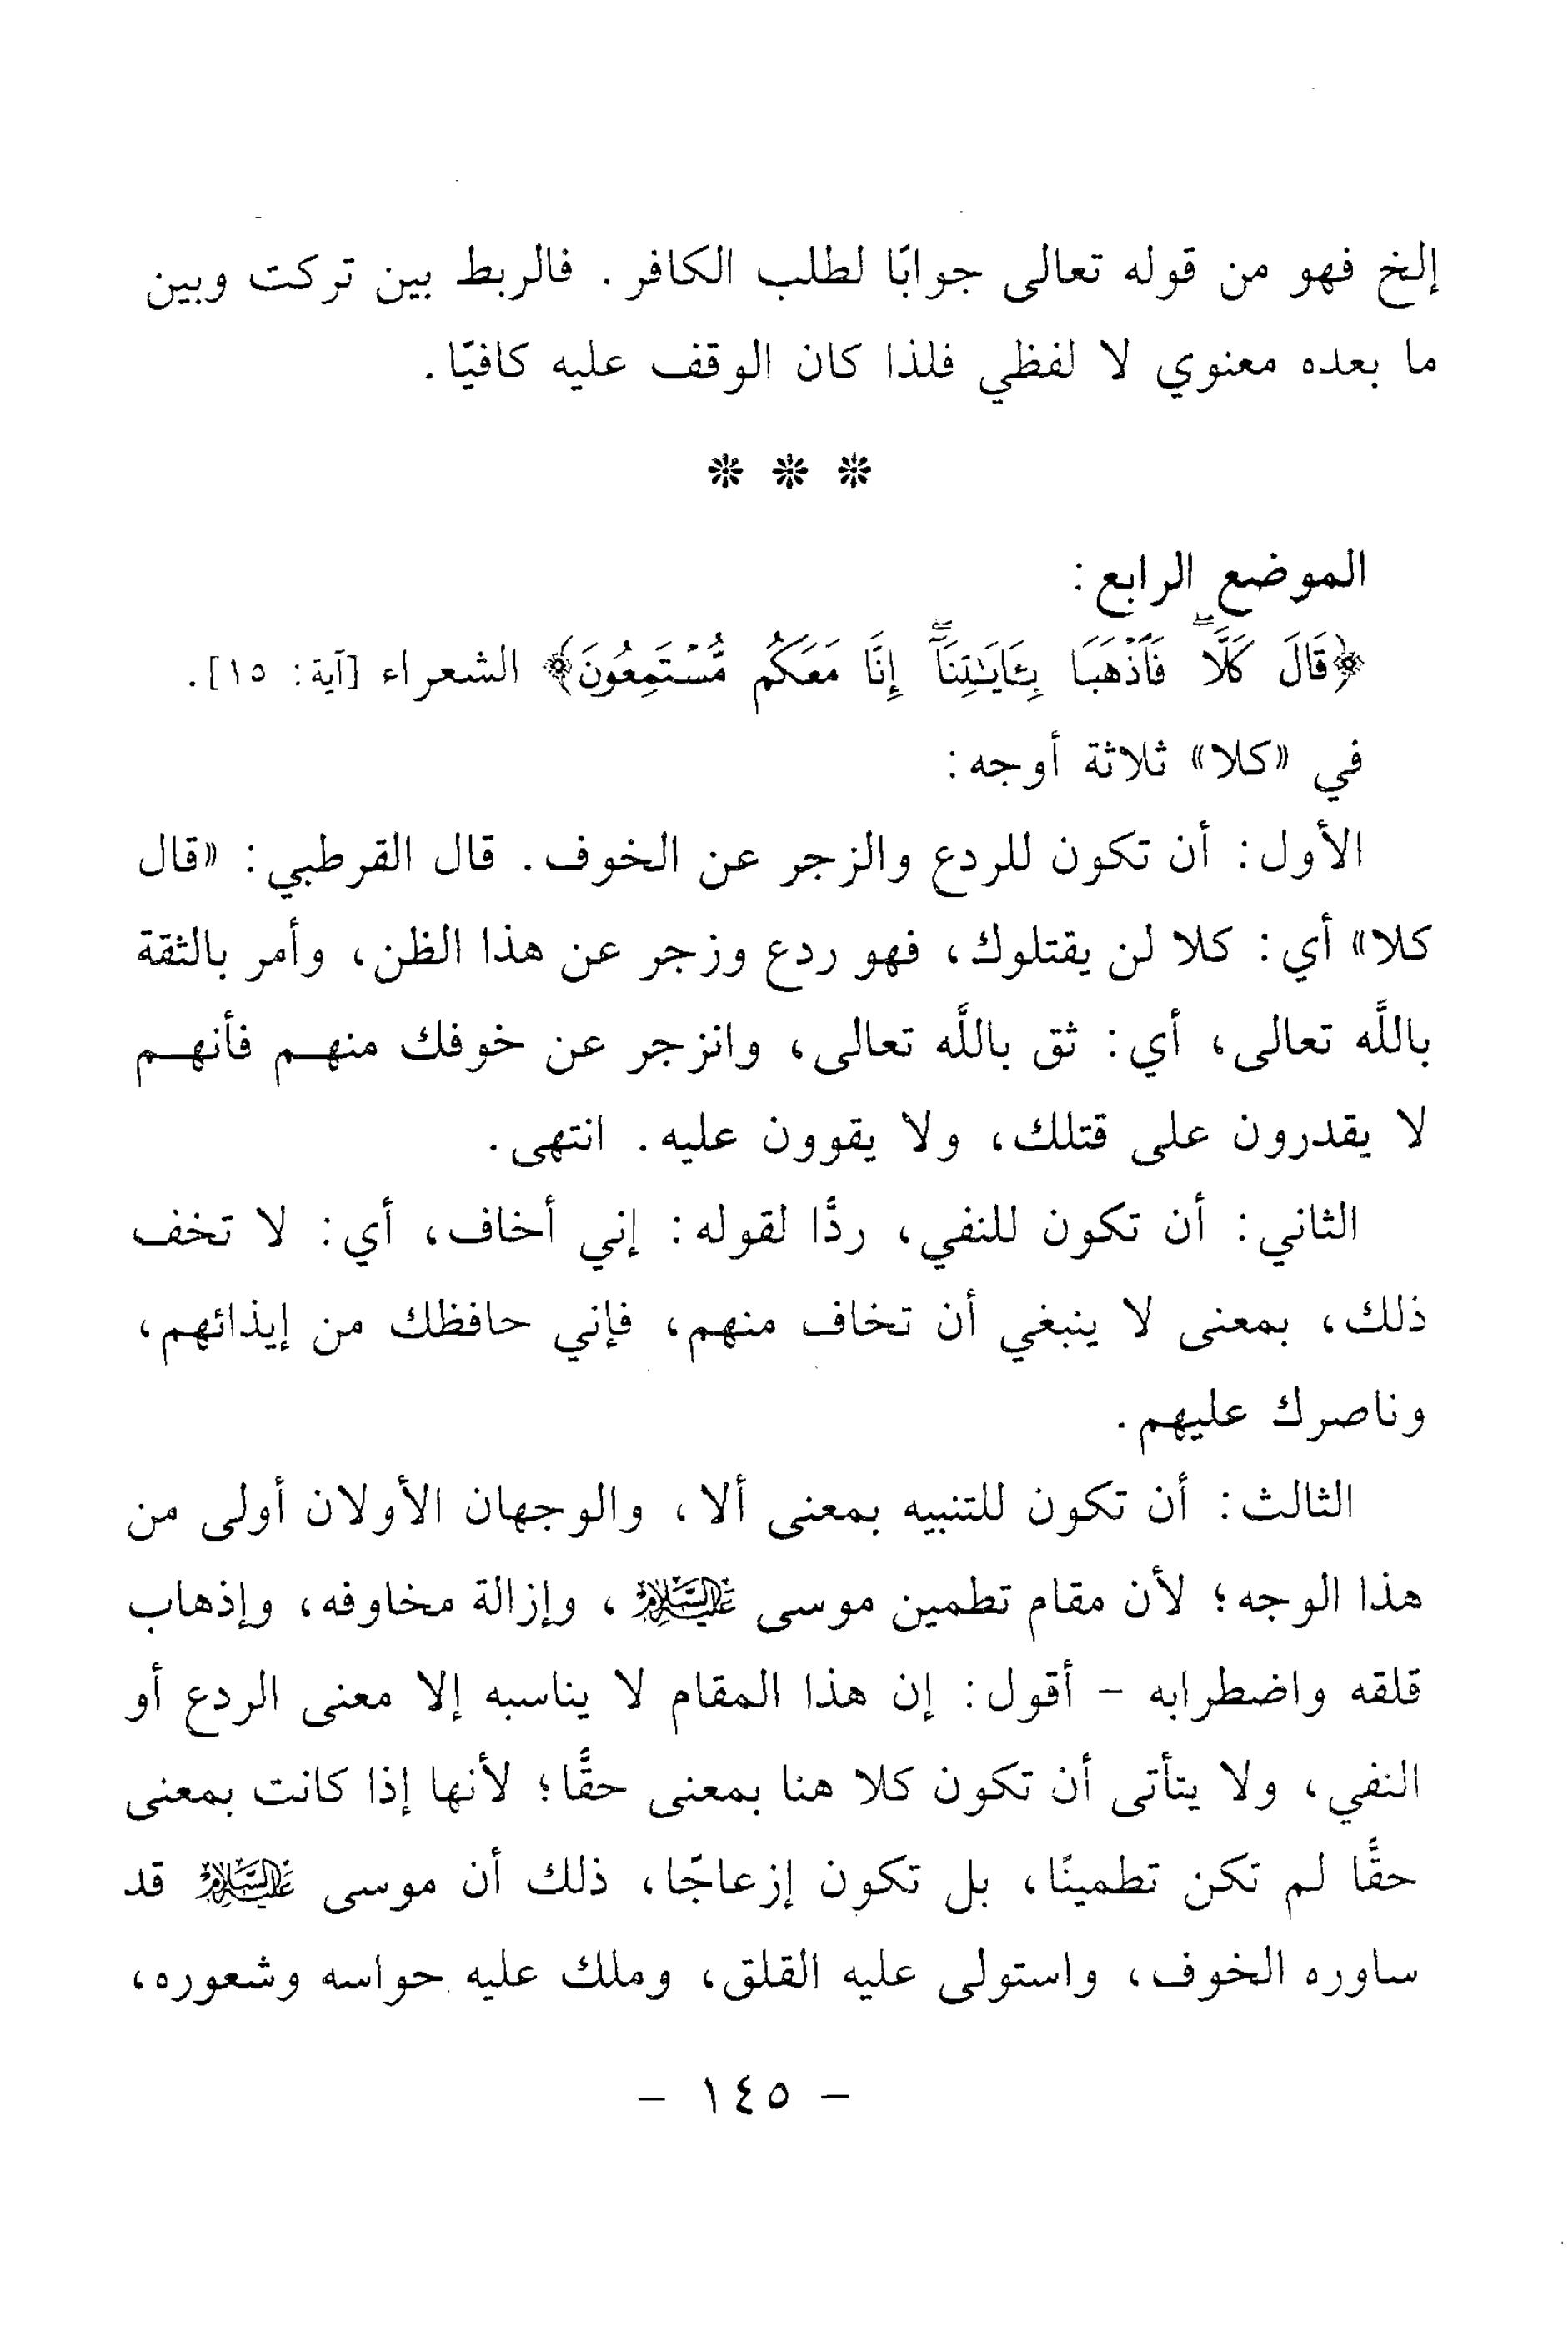 إلخ فهو من قوله تعالى جوابًا لطلب الكافر. فالربط بين تركت وبين
ما بعده معنوي لا لفظي فلذا كان الوقف عليه كافيًا.
* * *
الموضع الرابع:
﴿قَالَ كَلَّاۖ فَٱذۡهَبَا بِـَٔايَٰتِنَآۖ إِنَّا مَعَكُم مُّسۡتَمِعُونَ﴾ الشعراء [آية: ١٥].
في «كلا» ثلاثة أوجه:
الأول: أن تكون للردع والزجر عن الخوف. قال القرطبي: «قال
كلا» أي: كلا لن يقتلوك، فهو ردع وزجر عن هذا الظن، وأمر بالثقة
باللَّه تعالى، أي: ثق باللَّه تعالى، وانزجر عن خوفك منهم فأنهم
لا يقدرون على قتلك، ولا يقوون عليه. انتهى.
الثاني: أن تكون للنفي، ردًّا لقوله: إني أخاف، أي: لا تخف
ذلك، بمعنى لا ينبغي أن تخاف منهم، فإني حافظك من إيذائهم،
وناصرك عليهم.
الثالث: أن تكون للتنبيه بمعنى ألا، والوجهان الأولان أولى من
هذا الوجه؛ لأن مقام تطمين موسى عليه السلام، وإزالة مخاوفه، وإذهاب
قلقه واضطرابه - أقول: إن هذا المقام لا يناسبه إلا معنى الردع أو
النفي، ولا يتأتى أن تكون كلا هنا بمعنى حقًّا؛ لأنها إذا كانت بمعنى
حقًّا لم تكن تطمينًا، بل تكون إزعاجًا، ذلك أن موسى عليه السلام قد
ساوره الخوف، واستولى عليه القلق، وملك عليه حواسه وشعوره،
- ١٤٥ -